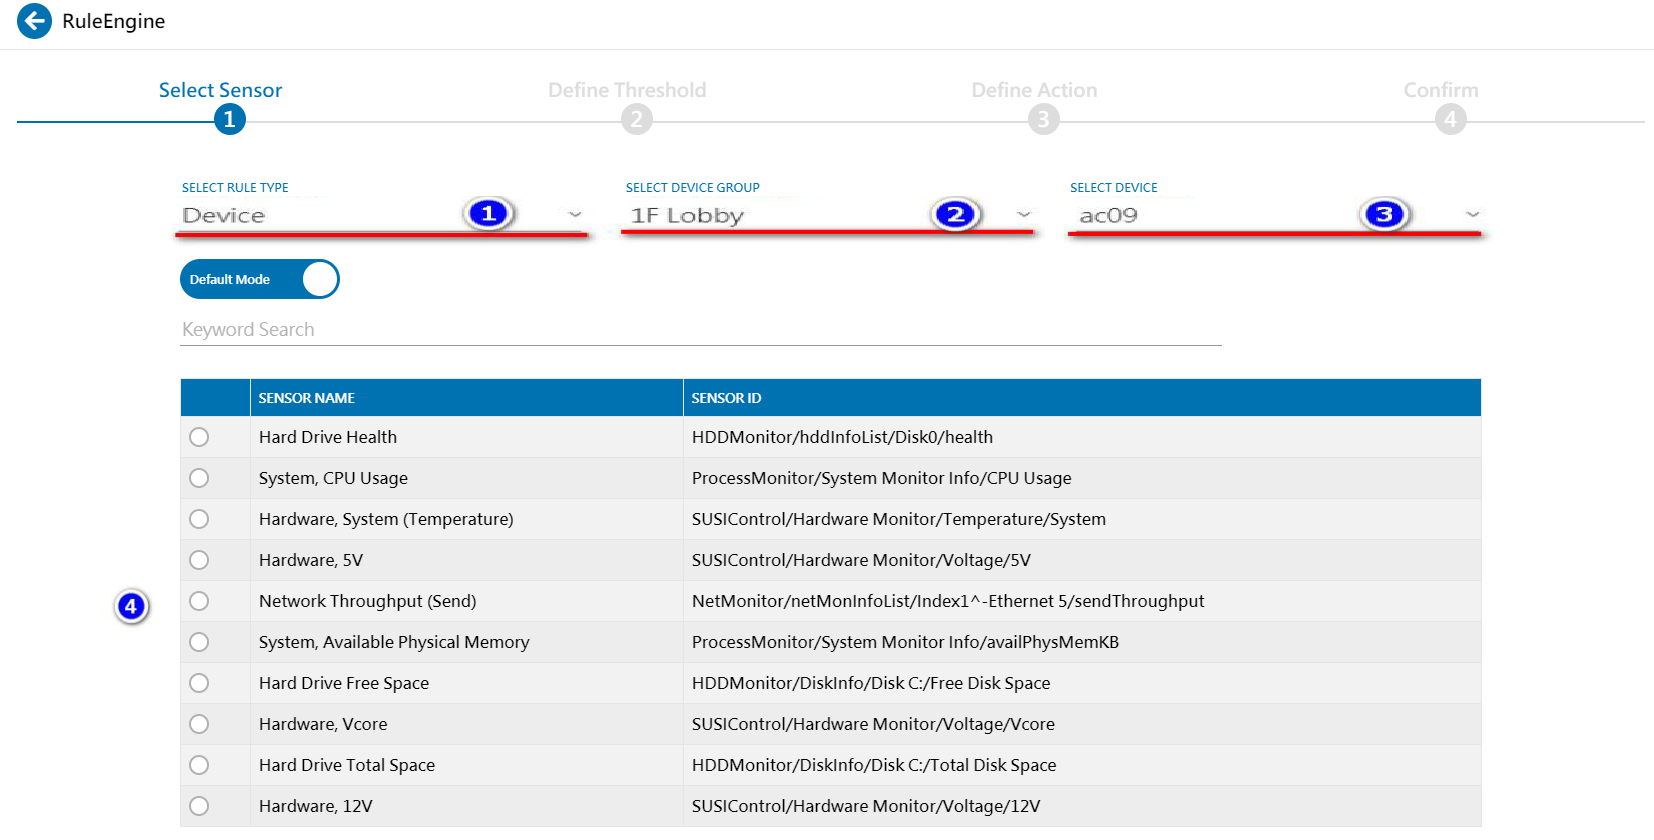 RuleEngine
Select Sensor Define Threshold Define Action Confirm
1 2 3 4
SELECT RULE TYPE SELECT DEVICE GROUP SELECT DEVICE
Device 1 1F Lobby 2 ac09 3
Default Mode
Keyword Search
SENSOR NAME SENSOR ID
Hard Drive Health HDDMonitor/hddInfoList/Disk0/health
System, CPU Usage ProcessMonitor/System Monitor Info/CPU Usage
Hardware, System (Temperature) SUSIControl/Hardware Monitor/Temperature/System
Hardware, 5V SUSIControl/Hardware Monitor/Voltage/5V
4 Network Throughput (Send) NetMonitor/netMonInfoList/Index1^-Ethernet 5/sendThroughput
System, Available Physical Memory ProcessMonitor/System Monitor Info/availPhysMemKB
Hard Drive Free Space HDDMonitor/DiskInfo/Disk C:/Free Disk Space
Hardware, Vcore SUSIControl/Hardware Monitor/Voltage/Vcore
Hard Drive Total Space HDDMonitor/DiskInfo/Disk C:/Total Disk Space
Hardware, 12V SUSIControl/Hardware Monitor/Voltage/12V